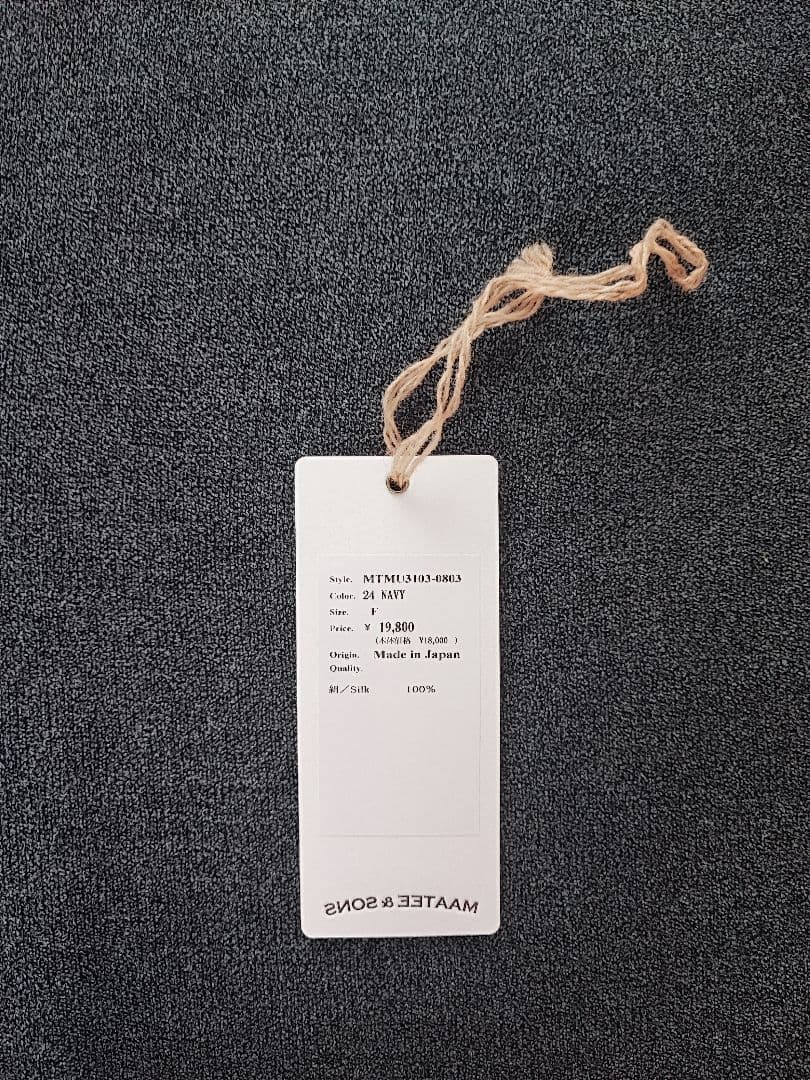 Style. MTMU3103-0803
Color. 24 NAVY
Size. F
Price. ¥ 19,800
(本体価格 ¥18,000 )
Origin. Made in Japan
Quality.
絹／Silk 100%
MAATEE & SONS